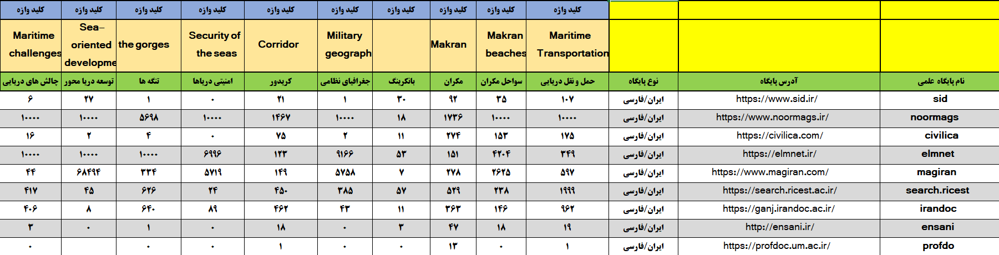 کلید واژه کلید واژه کلید واژه کلید واژه کلید واژه کلید واژه کلید واژه کلید واژه کلید واژه کلید واژه
Maritime Transportation Makran beaches Makran Military geograph Corridor Security of the seas the gorges Sea-oriented developme Maritime challenges
نام پایگاه علمی آدرس پایگاه نوع پایگاه حمل و نقل دریایی سواحل مکران مکران بانکرینگ جغرافیای نظامی کریدور امنیتی دریاها تنگه ها توسعه دریا محور چالش های دریایی
sid https://www.sid.ir/ ایران/فارسی ۱۰۷ ۳۵ ۹۲ ۳۰ ۱ ۲۱ ۰ ۱ ۲۷ ۶
noormags https://www.noormags.ir/ ایران/فارسی ۱۰۰۰۰ ۱۰۰۰۰ ۱۷۳۶ ۱۸ ۱۰۰۰۰ ۱۴۶۷ ۱۰۰۰۰ ۵۶۹۸ ۱۰۰۰۰ ۱۰۰۰۰
civilica https://civilica.com/ ایران/فارسی ۱۷۵ ۱۵۳ ۲۷۴ ۱۱ ۲ ۷۵ ۰ ۴ ۲ ۱۶
elmnet https://elmnet.ir/ ایران/فارسی ۳۴۹ ۴۲۰۴ ۱۵۱ ۵۳ ۹۱۶۶ ۱۲۳ ۶۹۹۶ ۱۰۰۰۰ ۱۰۰۰۰ ۱۰۰۰۰
magiran https://www.magiran.com/ ایران/فارسی ۵۹۷ ۲۶۲۵ ۲۷۸ ۷ ۵۷۵۸ ۱۴۹ ۵۷۱۹ ۳۳۴ ۶۸۴۹۴ ۴۴
search.ricest https://search.ricest.ac.ir/ ایران/فارسی ۱۹۹۹ ۲۳۸ ۵۲۹ ۵۷ ۳۸۵ ۴۵۰ ۲۴ ۶۲۶ ۴۵ ۴۱۷
irandoc https://ganj.irandoc.ac.ir/ ایران/فارسی ۹۶۲ ۱۴۶ ۳۶۳ ۱۱ ۴۳ ۴۶۲ ۸۹ ۶۴۰ ۸ ۴۰۶
ensani http://ensani.ir/ ایران/فارسی ۱۹ ۱۸ ۴۷ ۳ ۰ ۱۸ ۰ ۱ ۰ ۳
profdo https://profdoc.um.ac.ir/ ایران/فارسی ۱ ۰ ۱۳ ۰ ۰ ۱ ۰ ۰ ۰